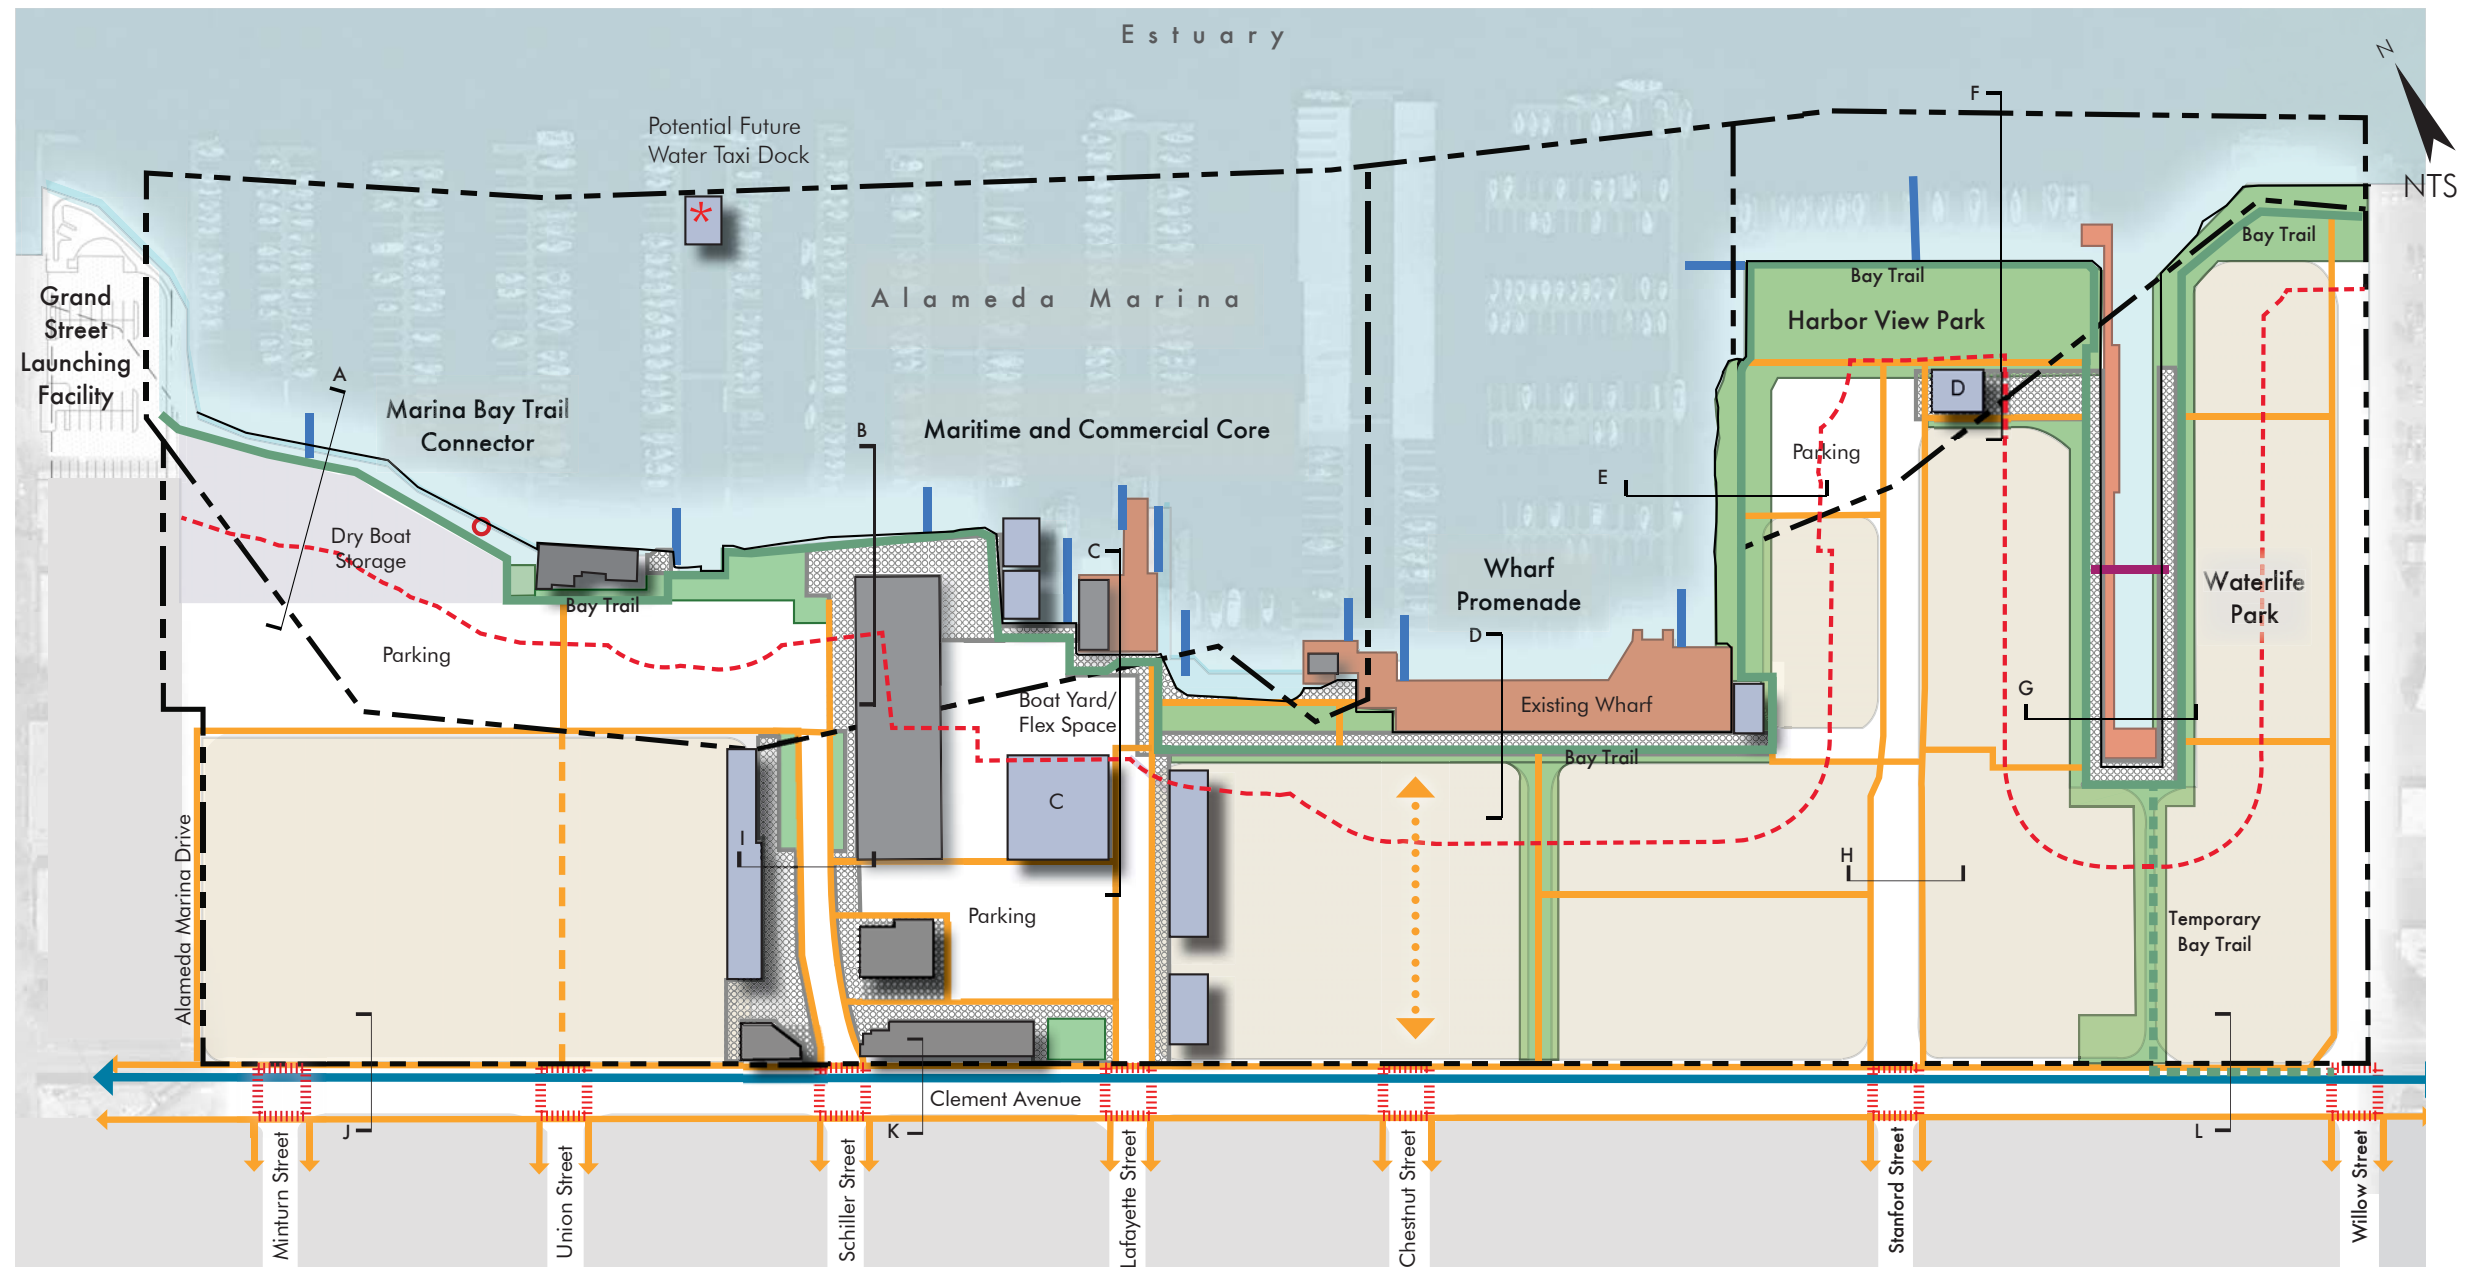 Estuary
N
NTS
F
Potential Future
Water Taxi Dock
*
Alameda Marina
Grand
Street
Launching
Facility
A
Marina Bay Trail
Connector
B
Maritime and Commercial Core
Bay Trail
Harbor View Park
Bay Trail
D
Parking
E
Dry Boat
Storage
C
Wharf
Promenade
D
Waterlife
Park
Bay Trail
Parking
Boat Yard/
Flex Space
Existing Wharf
G
Bay Trail
C
I
H
Parking
Temporary
Bay Trail
Alameda Marina Drive
J
K
L
Clement Avenue
Minturn Street
Union Street
Schiller Street
Lafayette Street
Chestnut Street
Stanford Street
Willow Street